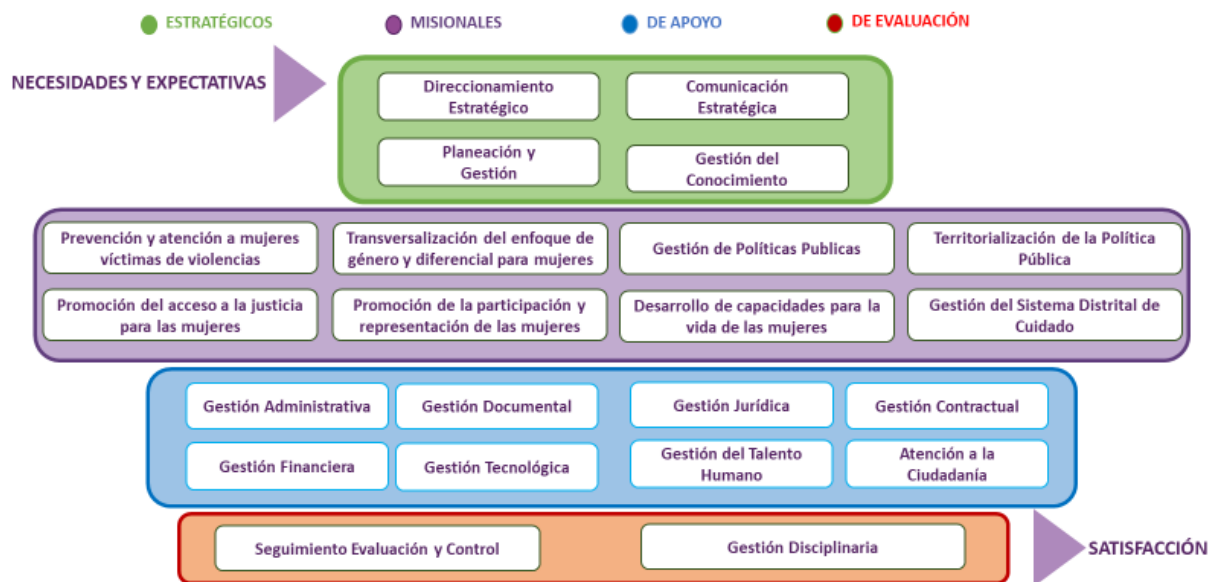 ESTRATÉGICOS
MISIONALES
DE APOYO
DE EVALUACIÓN
NECESIDADES Y EXPECTATIVAS
Direccionamiento
Estratégico
Comunicación
Estratégica
Planeación y
Gestión
Gestión del
Conocimiento
Prevención y atención a mujeres
víctimas de violencias
Transversalización del enfoque de
género y diferencial para mujeres
Gestión de Políticas Publicas
Territorialización de la Política
Pública
Promoción del acceso a la justicia
para las mujeres
Promoción de la participación y
representación de las mujeres
Desarrollo de capacidades para la
vida de las mujeres
Gestión del Sistema Distrital de
Cuidado
Gestión Administrativa
Gestión Documental
Gestión Jurídica
Gestión Contractual
Gestión Financiera
Gestión Tecnológica
Gestión del Talento
Humano
Atención a la
Ciudadanía
Seguimiento Evaluación y Control
Gestión Disciplinaria
SATISFACCIÓN